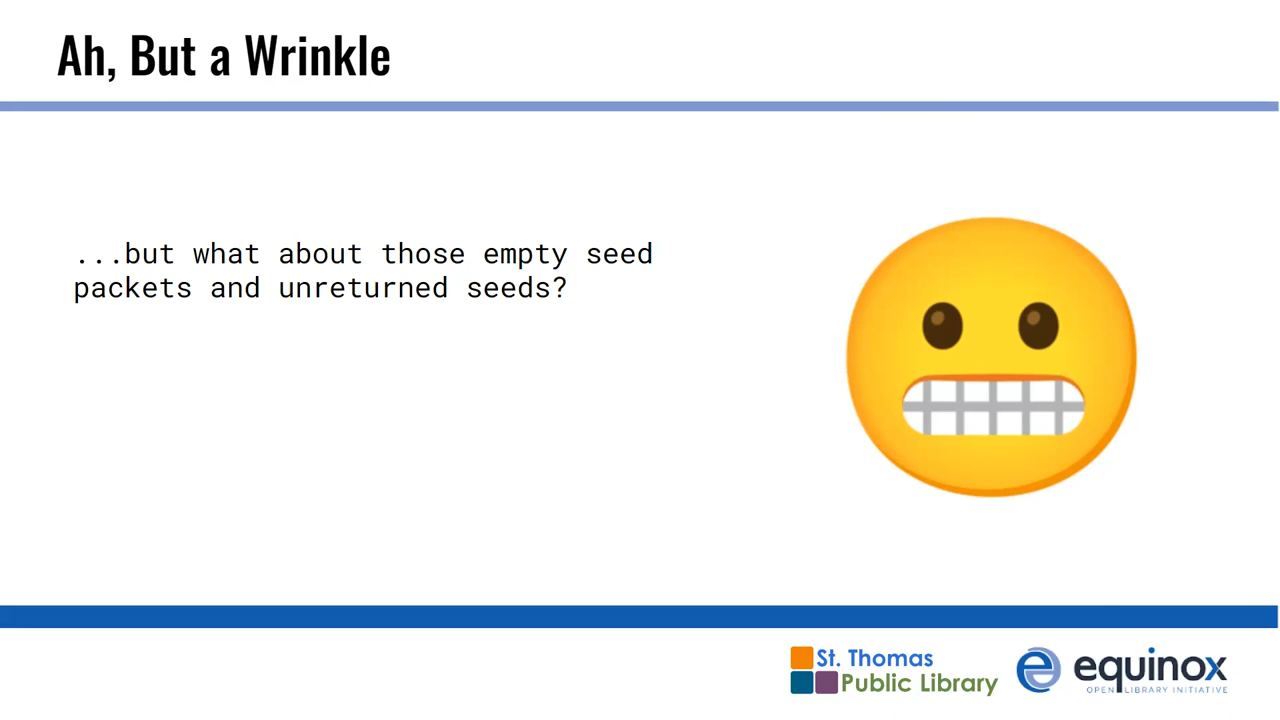 Ah, But a Wrinkle
...but what about those empty seed
packets and unreturned seeds?
St. Thomas
Public Library
equinox
OPEN LIBRARY INITIATIVE